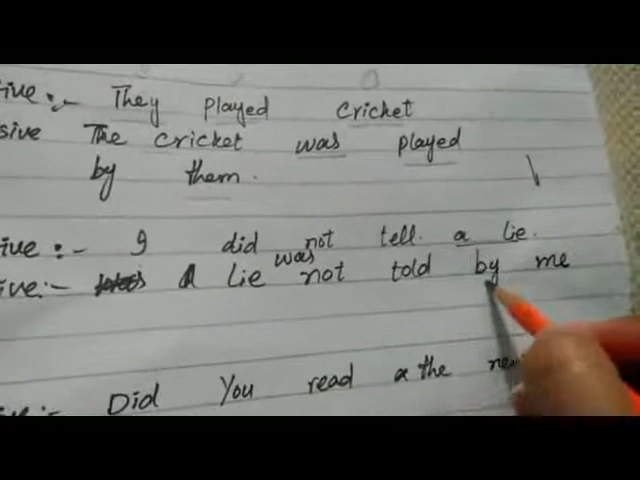 ive :- They played cricket
sive The cricket was played
by them.
ive :- I did not tell a lie.
ive:- A lie was not told by me
ive :- Did You read a the